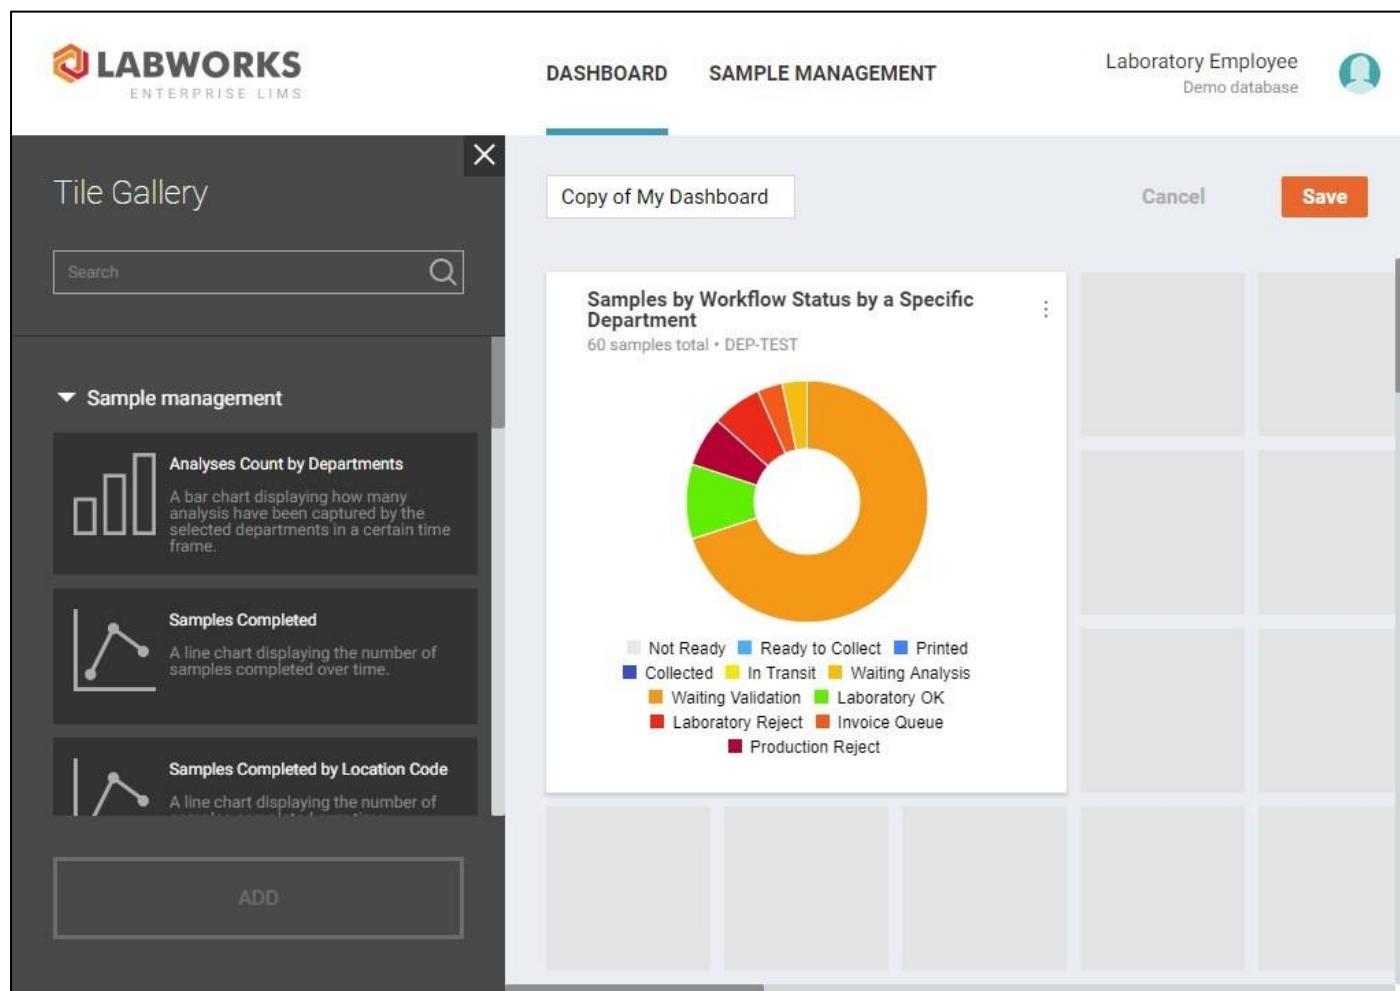 LABWORKS
ENTERPRISE LIMS
DASHBOARD
SAMPLE MANAGEMENT
Laboratory Employee
Demo database
Tile Gallery
Search
Sample management
Analyses Count by Departments
A bar chart displaying how many
analysis have been captured by the
selected departments in a certain time
frame.
Samples Completed
A line chart displaying the number of
samples completed over time.
Samples Completed by Location Code
A line chart displaying the number of
ADD
Copy of My Dashboard
Cancel
Save
Samples by Workflow Status by a Specific
Department
60 samples total • DEP-TEST
Not Ready Ready to Collect Printed
Collected In Transit Waiting Analysis
Waiting Validation Laboratory OK
Laboratory Reject Invoice Queue
Production Reject